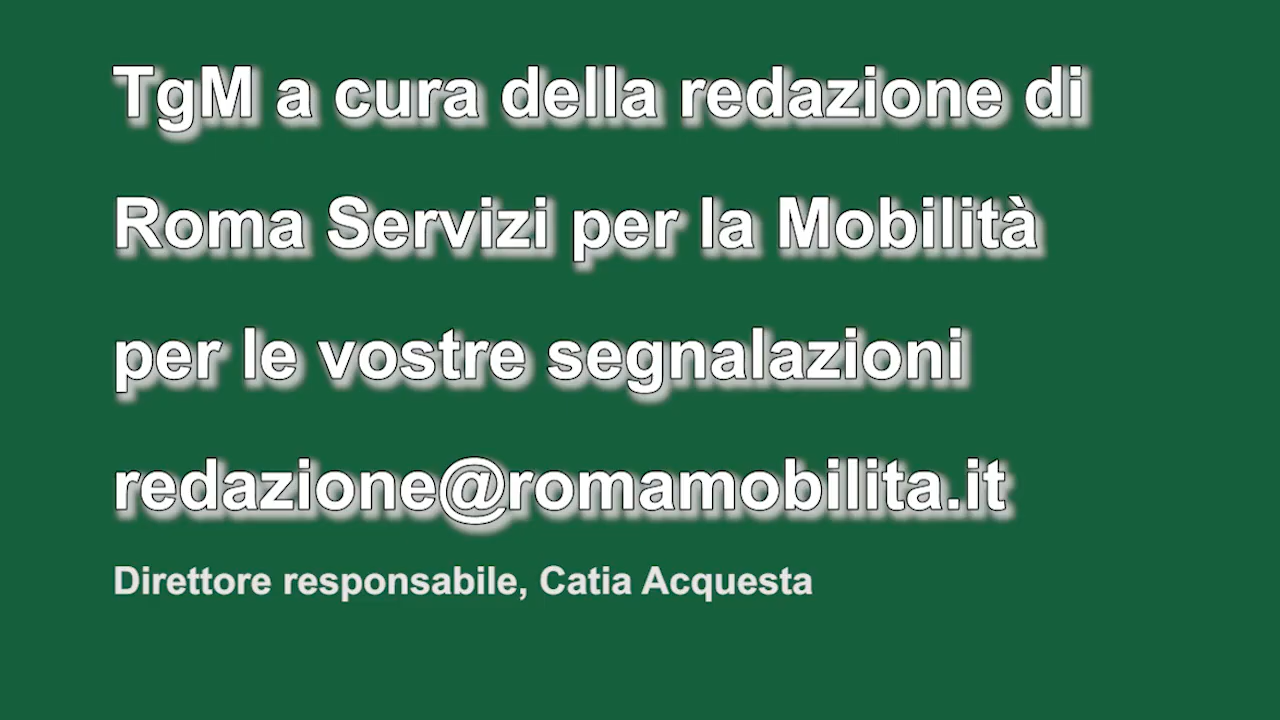 TgM a cura della redazione di
Roma Servizi per la Mobilità
per le vostre segnalazioni
redazione@romamobilita.it
Direttore responsabile, Catia Acquesta